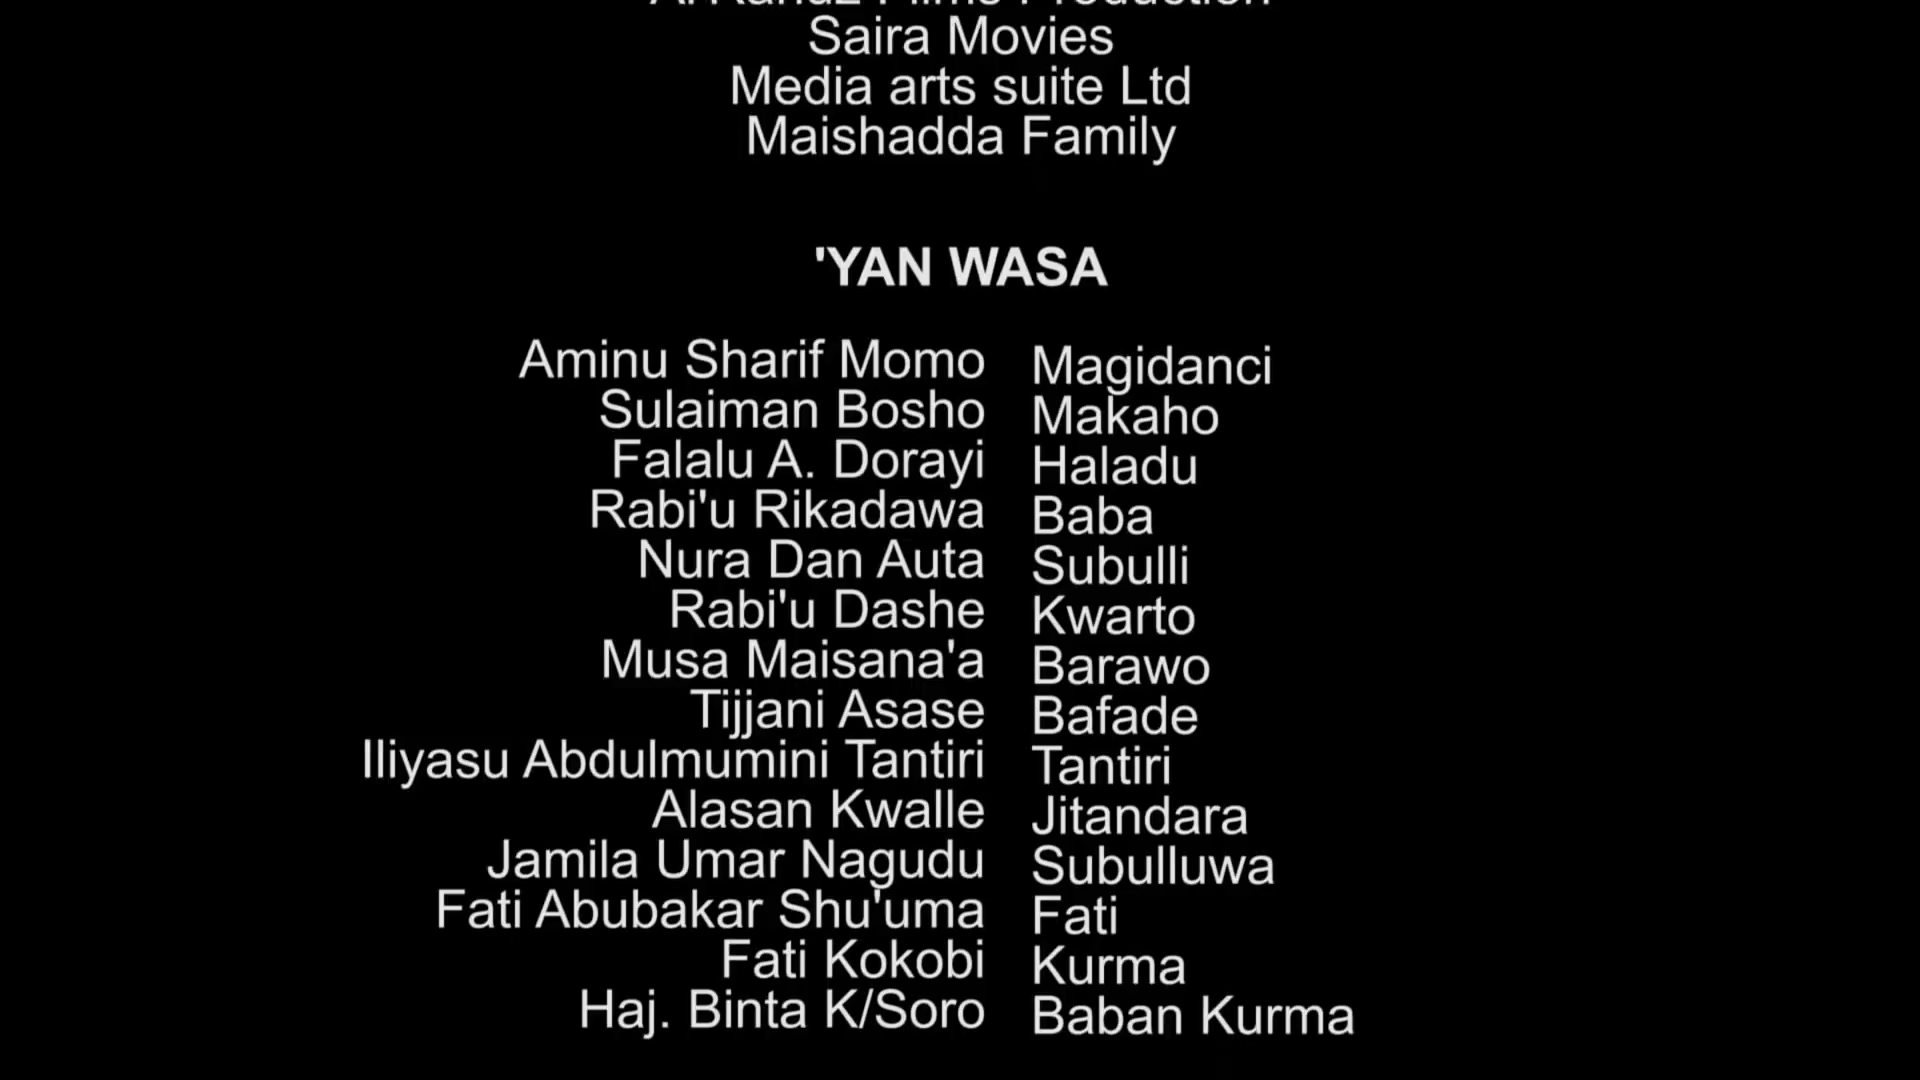 Films Production
Saira Movies
Media arts suite Ltd
Maishadda Family
'YAN WASA
Aminu Sharif Momo Magidanci
Sulaiman Bosho Makaho
Falalu A. Dorayi Haladu
Rabi'u Rikadawa Baba
Nura Dan Auta Subulli
Rabi'u Dashe Kwarto
Musa Maisana'a Barawo
Tijjani Asase Bafade
Iliyasu Abdulmumini Tantiri Tantiri
Alasan Kwalle Jitandara
Jamila Umar Nagudu Subulluwa
Fati Abubakar Shu'uma Fati
Fati Kokobi Kurma
Haj. Binta K/Soro Baban Kurma